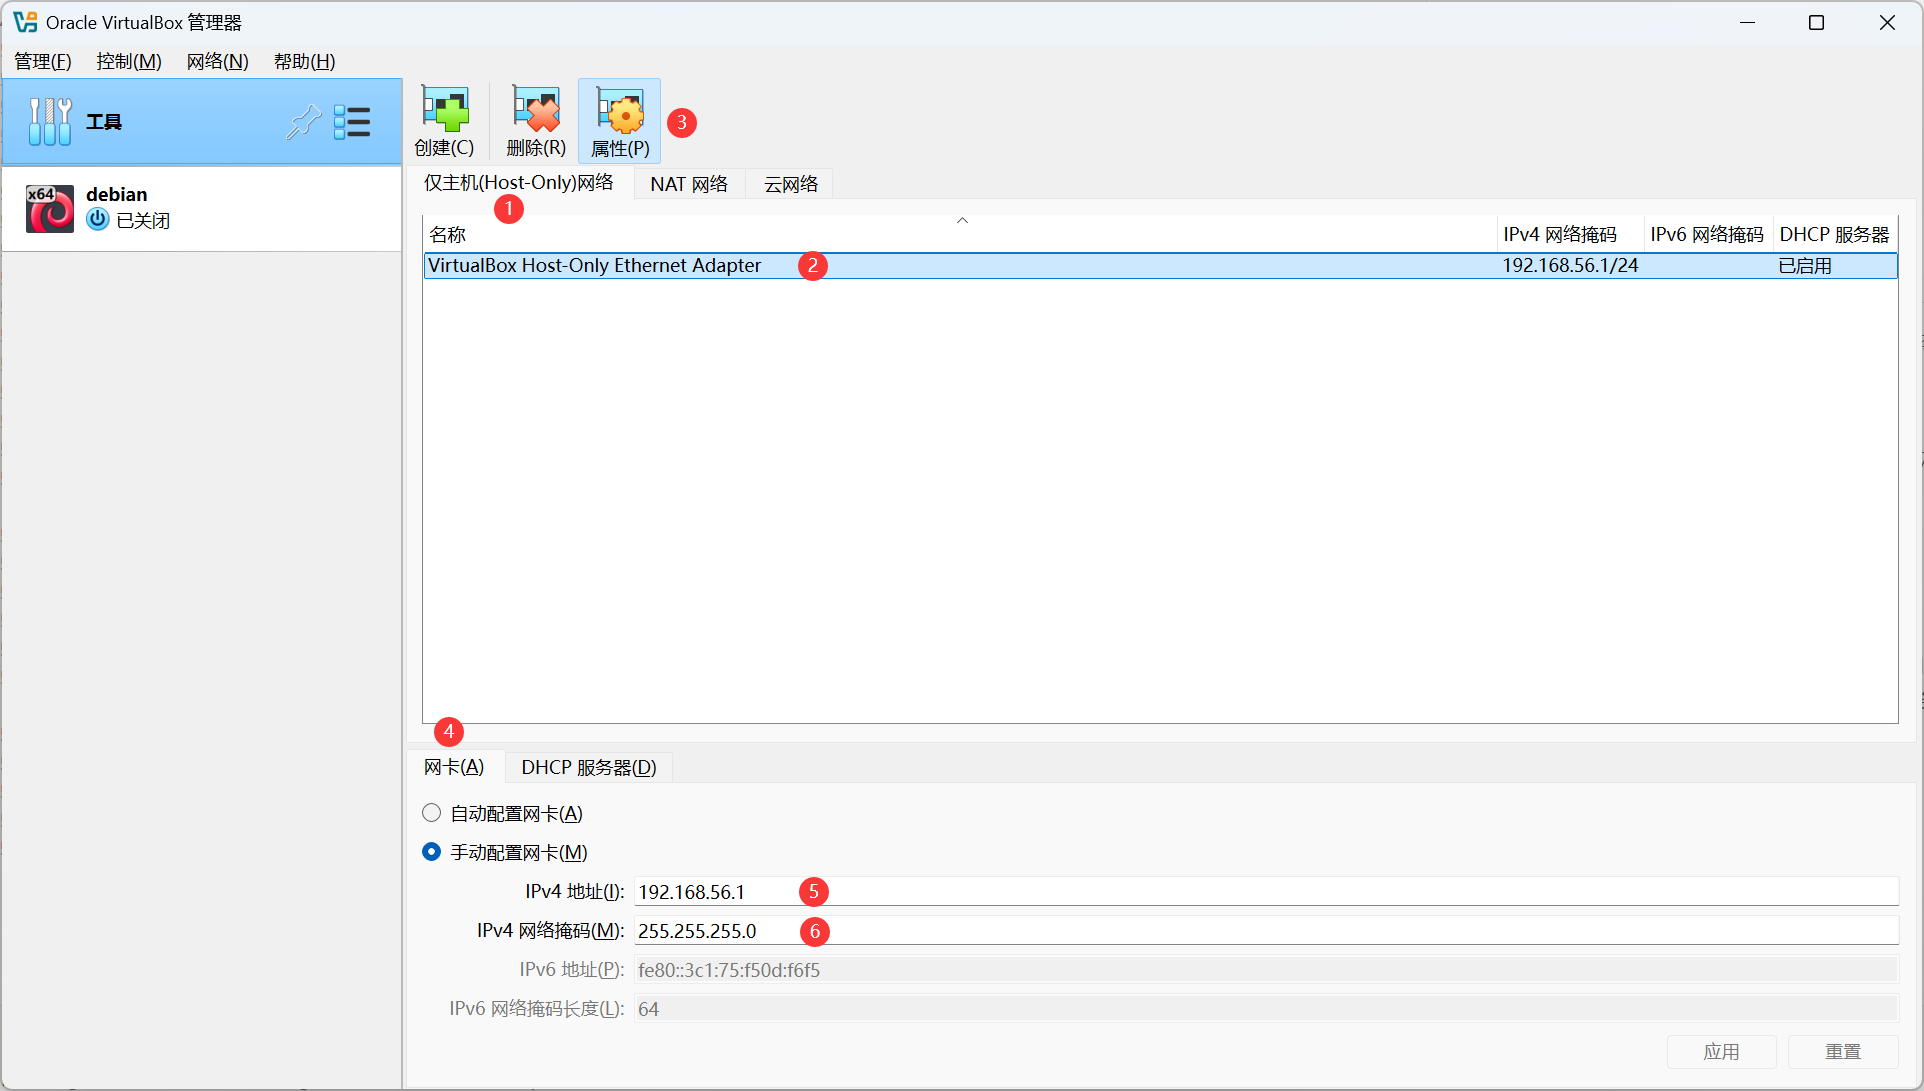 Oracle VirtualBox 管理器
管理(F) 控制(M) 网络(N) 帮助(H)
工具
x64
debian
已关闭
创建(C) 删除(R) 属性(P) 3
仅主机(Host-Only)网络 NAT 网络 云网络
1
名称 IPv4 网络掩码 IPv6 网络掩码 DHCP 服务器
VirtualBox Host-Only Ethernet Adapter 2 192.168.56.1/24 已启用
4
网卡(A) DHCP 服务器(D)
自动配置网卡(A)
手动配置网卡(M)
IPv4 地址(I): 192.168.56.1 5
IPv4 网络掩码(M): 255.255.255.0 6
IPv6 地址(P): fe80::3c1:75:f50d:f6f5
IPv6 网络掩码长度(L): 64
应用 重置